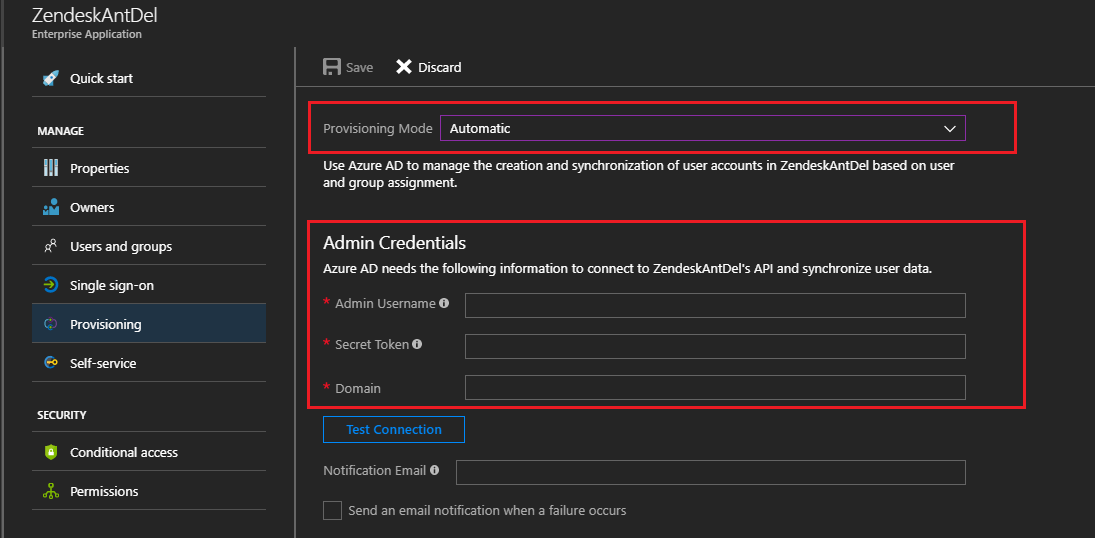 ZendeskAntDel
Enterprise Application
Quick start
MANAGE
Properties
Owners
Users and groups
Single sign-on
Provisioning
Self-service
SECURITY
Conditional access
Permissions
Save Discard
Provisioning Mode Automatic
Use Azure AD to manage the creation and synchronization of user accounts in ZendeskAntDel based on user
and group assignment.
Admin Credentials
Azure AD needs the following information to connect to ZendeskAntDel's API and synchronize user data.
* Admin Username
* Secret Token
* Domain
Test Connection
Notification Email
Send an email notification when a failure occurs